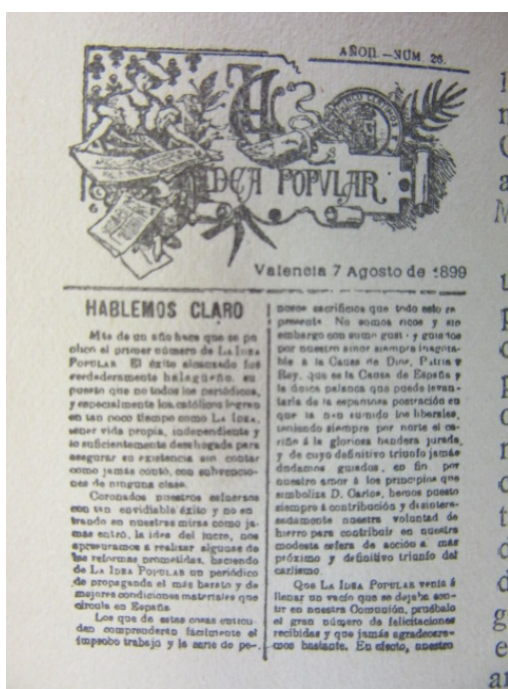 AÑO II.—NÚM. 26.
LA
IDEA POPVLAR
Valencia 7 Agosto de 1899
HABLEMOS CLARO
Más de un año hace que se pu
blicó el primer número de LA IDEA
POPULAR. El éxito alcanzado fué
verdaderamente halagüeño, su
puesto que no todos los periódicos,
y especialmente los católicos logran
en tan poco tiempo como LA IDEA,
tener vida propia, independiente y
lo suficientemente desahogada para
asegurar su existencia sin contar
como jamás contó, con subvencio-
nes de ninguna clase.
Coronados nuestros esfuerzos
con tan envidiable éxito y no en-
trando en nuestras miras como ja-
más entró, la idea del lucro, nos
apresuramos a realizar algunas de
las reformas prometidas, haciendo
de LA IDEA POPULAR un periódico
de propaganda el más barato y de
mejores condiciones materiales que
circula en España
Los que de estas cosas entien-
dan comprenderán fácilmente el
ímprobo trabajo y la serie de pe-
nosos sacrificios que todo esto re
presenta. No somos ricos y sin
embargo con sumo gusto y guiados
por nuestro amor siempre inagota-
ble á la Causa de Dios, Patria y
Rey, que es la Causa de España y
la única palanca que puede levan-
tarla de la espantosa postración en
que la han sumido los liberales,
teniendo siempre por norte el ca-
riño á la gloriosa bandera jurada,
y de cuyo definitivo triunfo jamás
dudamos guiados, en fin por
nuestro amor á los principios que
simboliza D. Carlos, hemos puesto
siempre á contribución y desintere-
sadamente nuestra voluntad de
hierro para contribuir en nuestra
modesta esfera de acción á más
próximo y definitivo triunfo del
carlismo.
Que LA IDEA POPULAR venía á
llenar un vacío que se dejaba sen-
tir en nuestra Comunión, pruébalo
el gran número de felicitaciones
recibidas y que jamás agradecere-
mos bastante. En efecto, nuestro